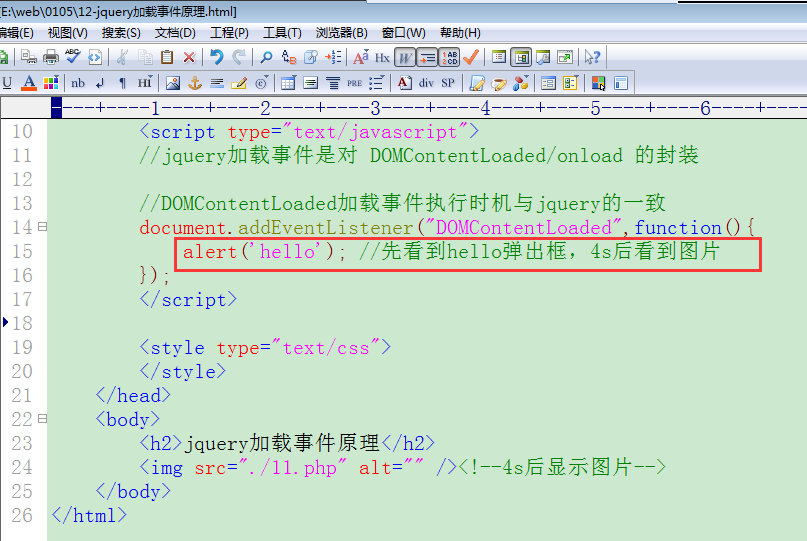 [E:\web\0105\12-jquery加载事件原理.html]
编辑(E) 视图(V) 搜索(S) 文档(D) 工程(P) 工具(T) 浏览器(B) 窗口(W) 帮助(H)
U A nb ¶ HI PRE A div SP
----+----1----+----2----+----3----+----4----+----5----+----6----+----
10 <script type="text/javascript">
11 //jquery加载事件是对 DOMContentLoaded/onload 的封装
12
13 //DOMContentLoaded加载事件执行时机与jquery的一致
14 document.addEventListener("DOMContentLoaded",function(){
15 alert('hello'); //先看到hello弹出框，4s后看到图片
16 });
17 </script>
18
19 <style type="text/css">
20 </style>
21 </head>
22 <body>
23 <h2>jquery加载事件原理</h2>
24 <img src="./11.php" alt="" /><!--4s后显示图片-->
25 </body>
26 </html>